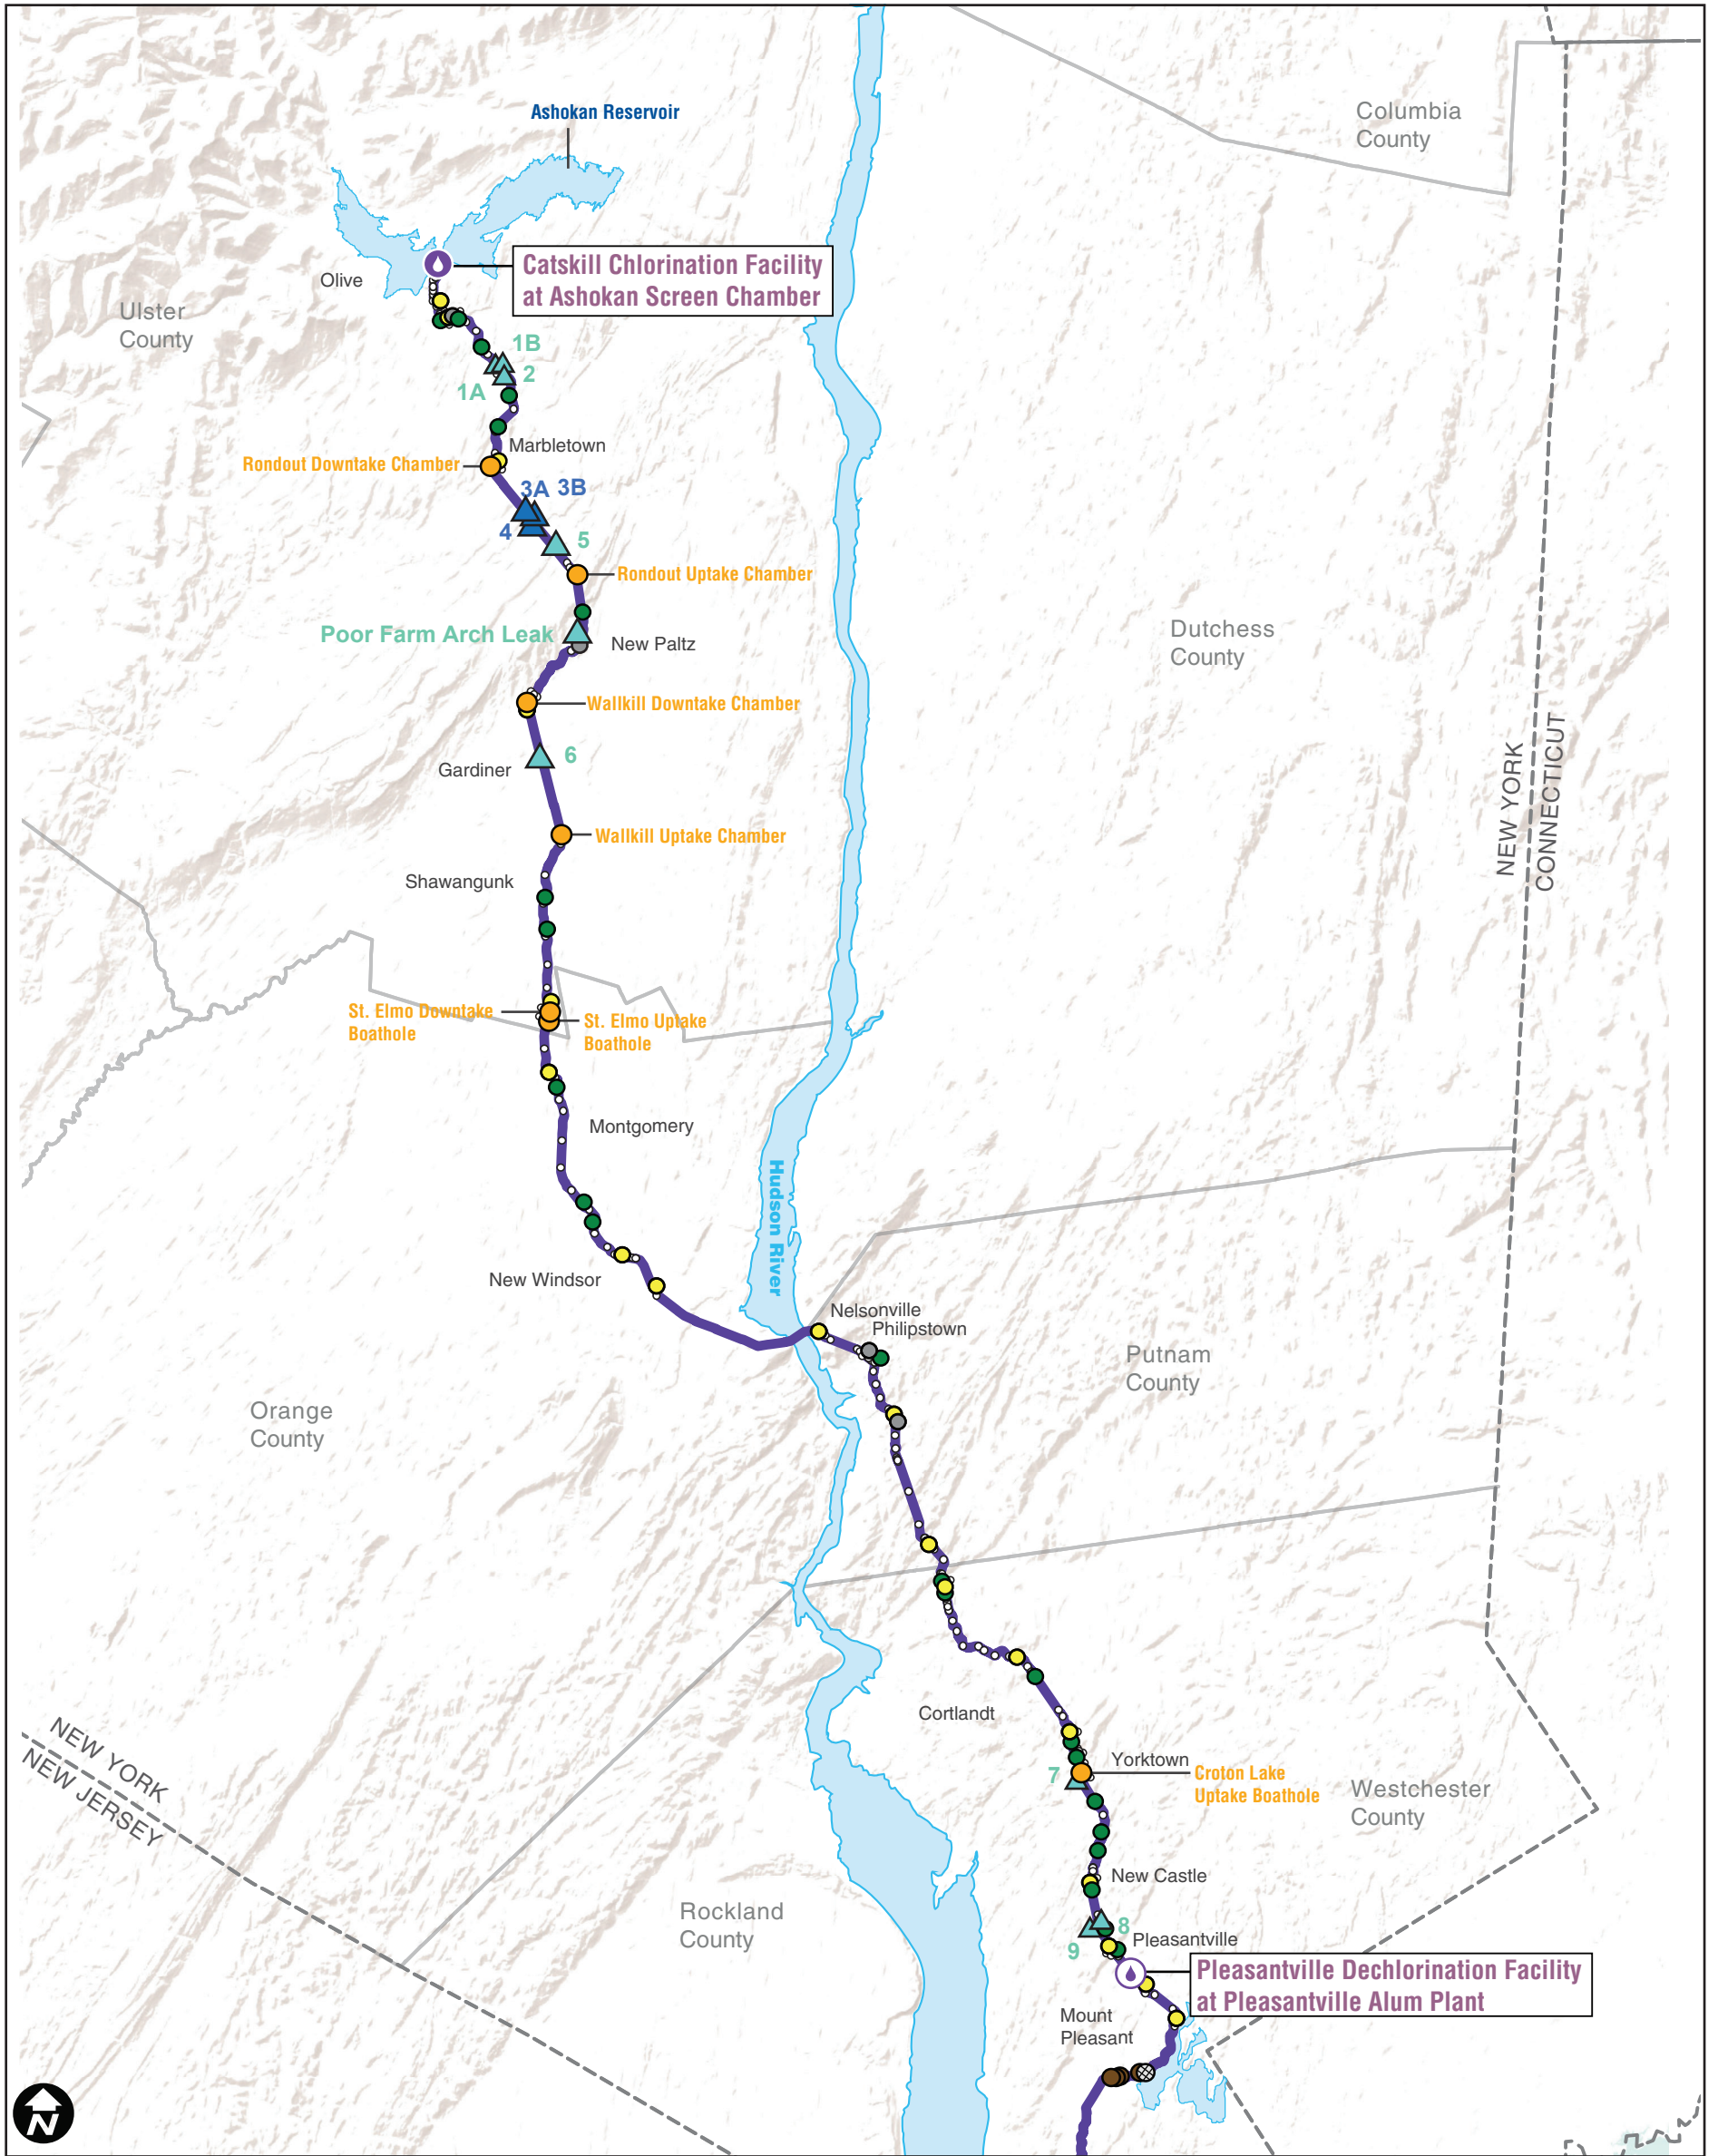 Columbia
County
Ashokan Reservoir
Catskill Chlorination Facility
at Ashokan Screen Chamber
Olive
Ulster
County
1B
2
1A
Marbletown
Rondout Downtake Chamber
3A
3B
4
5
Rondout Uptake Chamber
Poor Farm Arch Leak
New Paltz
Dutchess
County
Wallkill Downtake Chamber
6
Gardiner
NEW YORK
CONNECTICUT
Wallkill Uptake Chamber
Shawangunk
St. Elmo Downtake
Boathole
St. Elmo Uptake
Boathole
Montgomery
Hudson River
New Windsor
Nelsonville
Philipstown
Putnam
County
Orange
County
Cortlandt
NEW YORK
NEW JERSEY
Yorktown
7
Croton Lake
Uptake Boathole
Westchester
County
New Castle
Rockland
County
8
9
Pleasantville
Pleasantville Dechlorination Facility
at Pleasantville Alum Plant
Mount
Pleasant
N